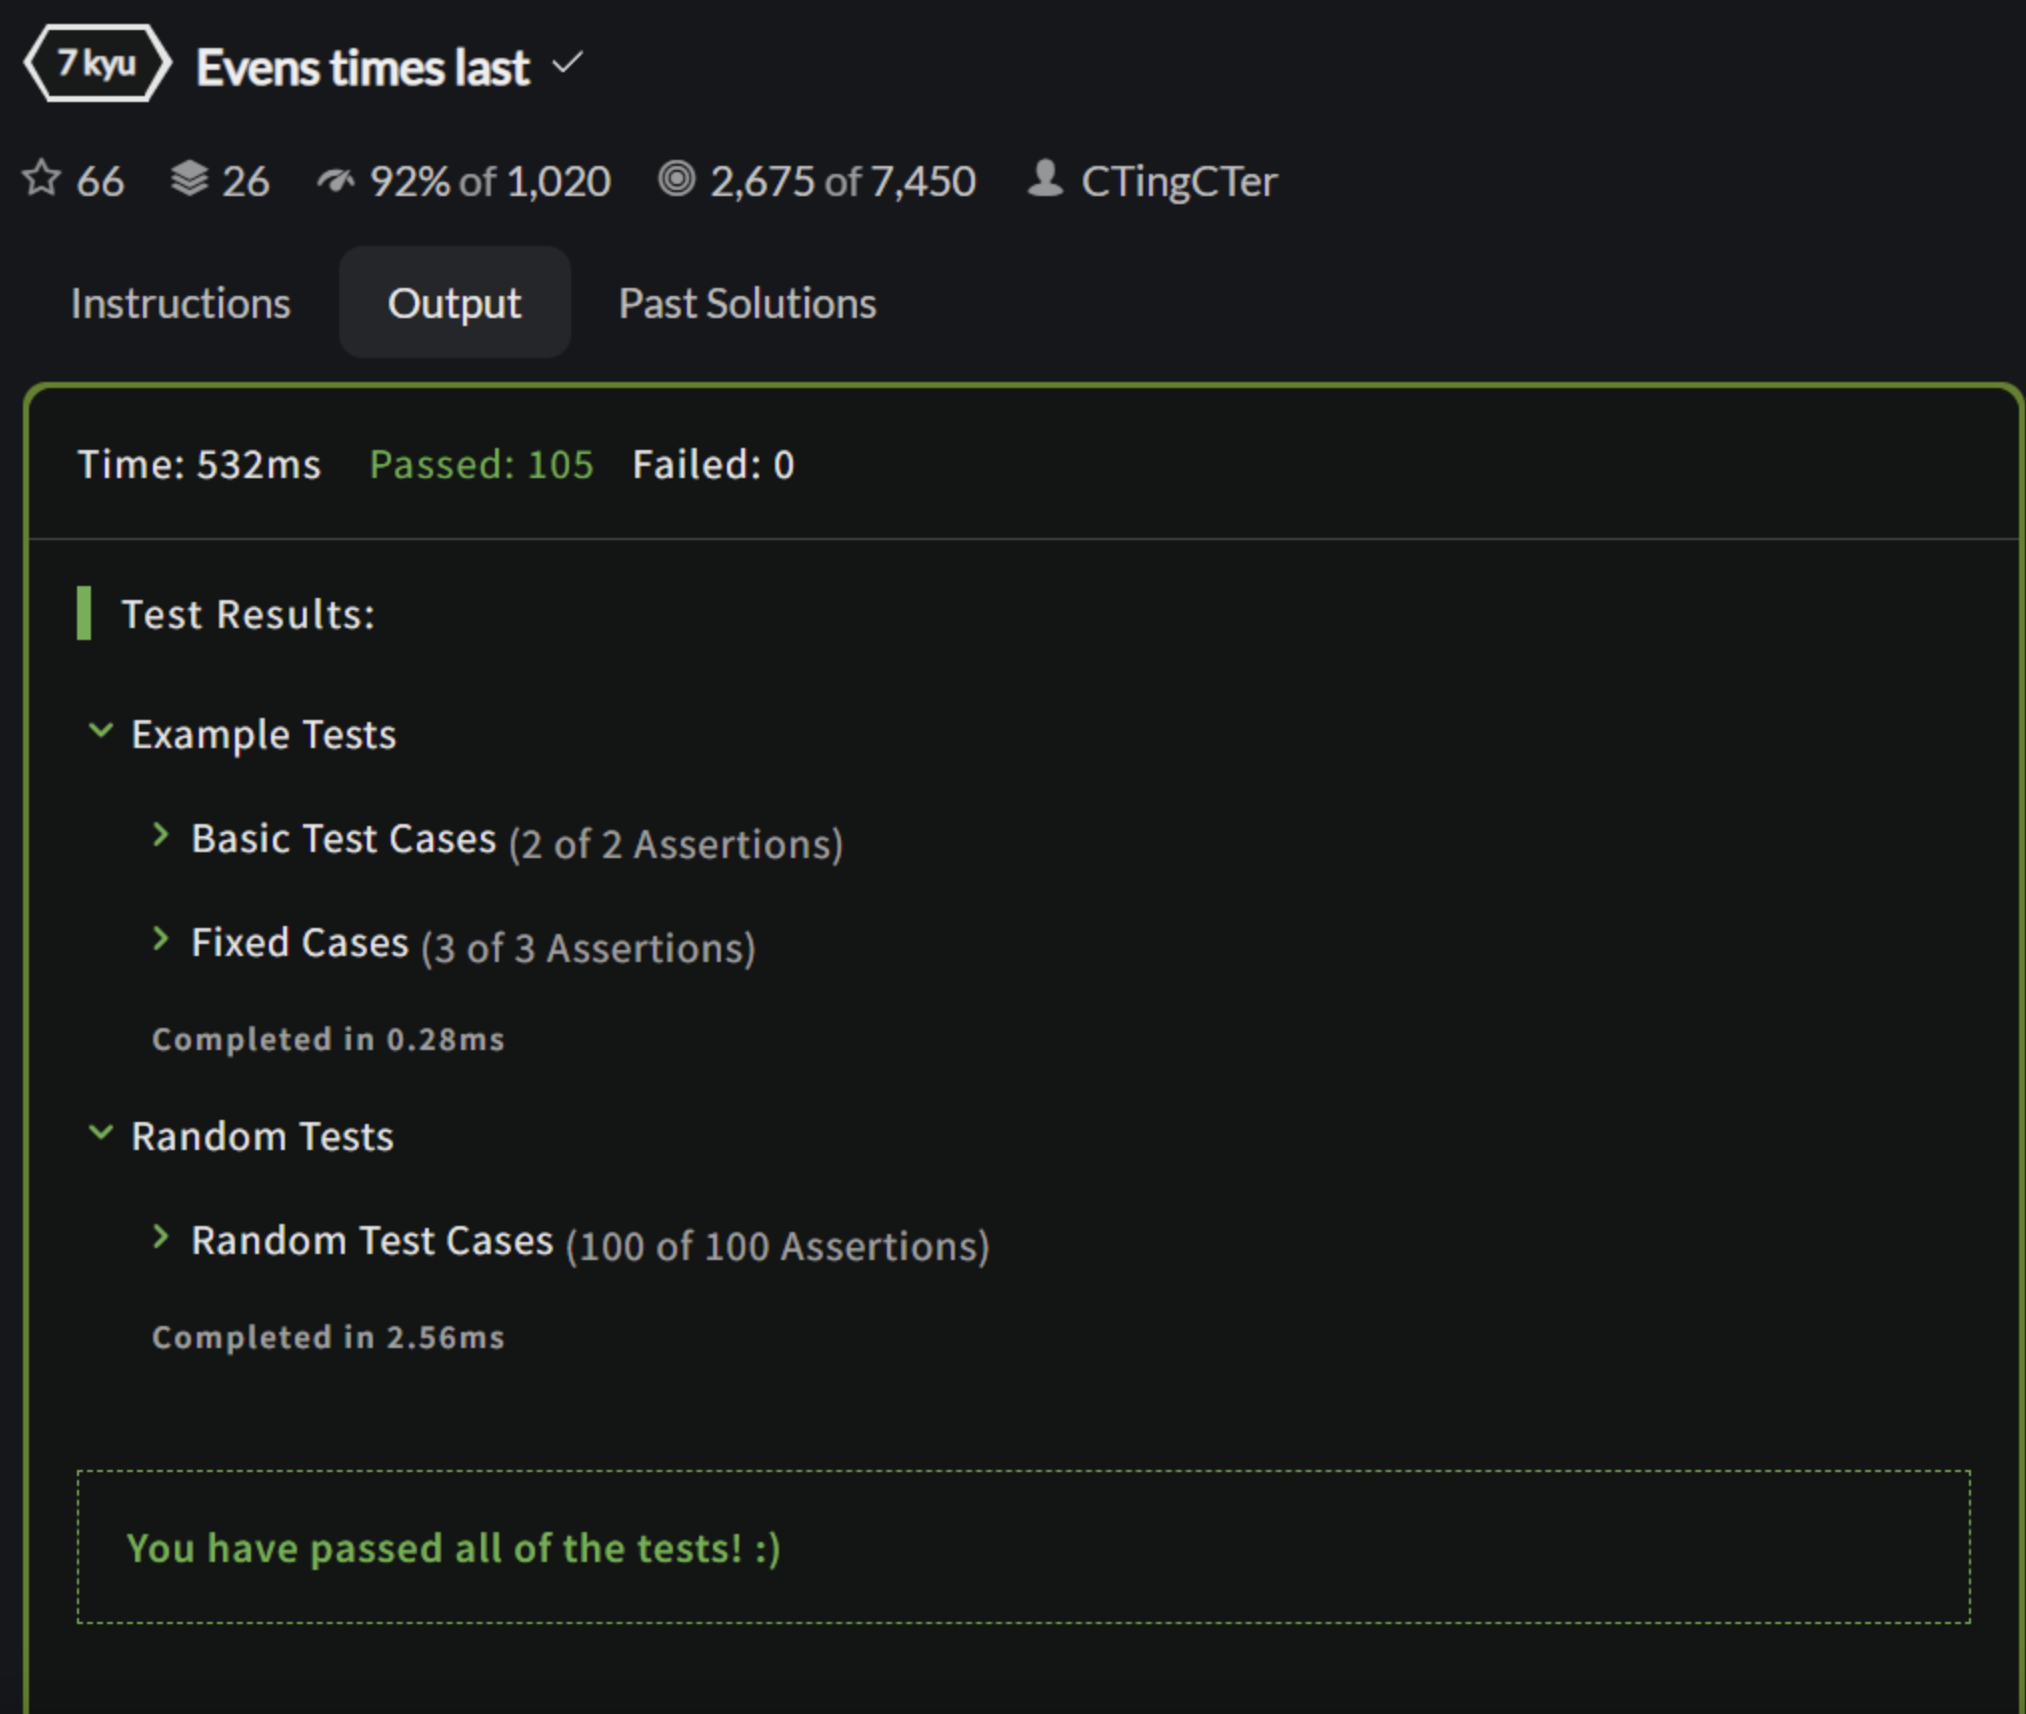 7 kyu Evens times last
66 26 92% of 1,020 2,675 of 7,450 CTingCTer
Instructions Output Past Solutions
Time: 532ms Passed: 105 Failed: 0
Test Results:
Example Tests
Basic Test Cases (2 of 2 Assertions)
Fixed Cases (3 of 3 Assertions)
Completed in 0.28ms
Random Tests
Random Test Cases (100 of 100 Assertions)
Completed in 2.56ms
You have passed all of the tests! :)